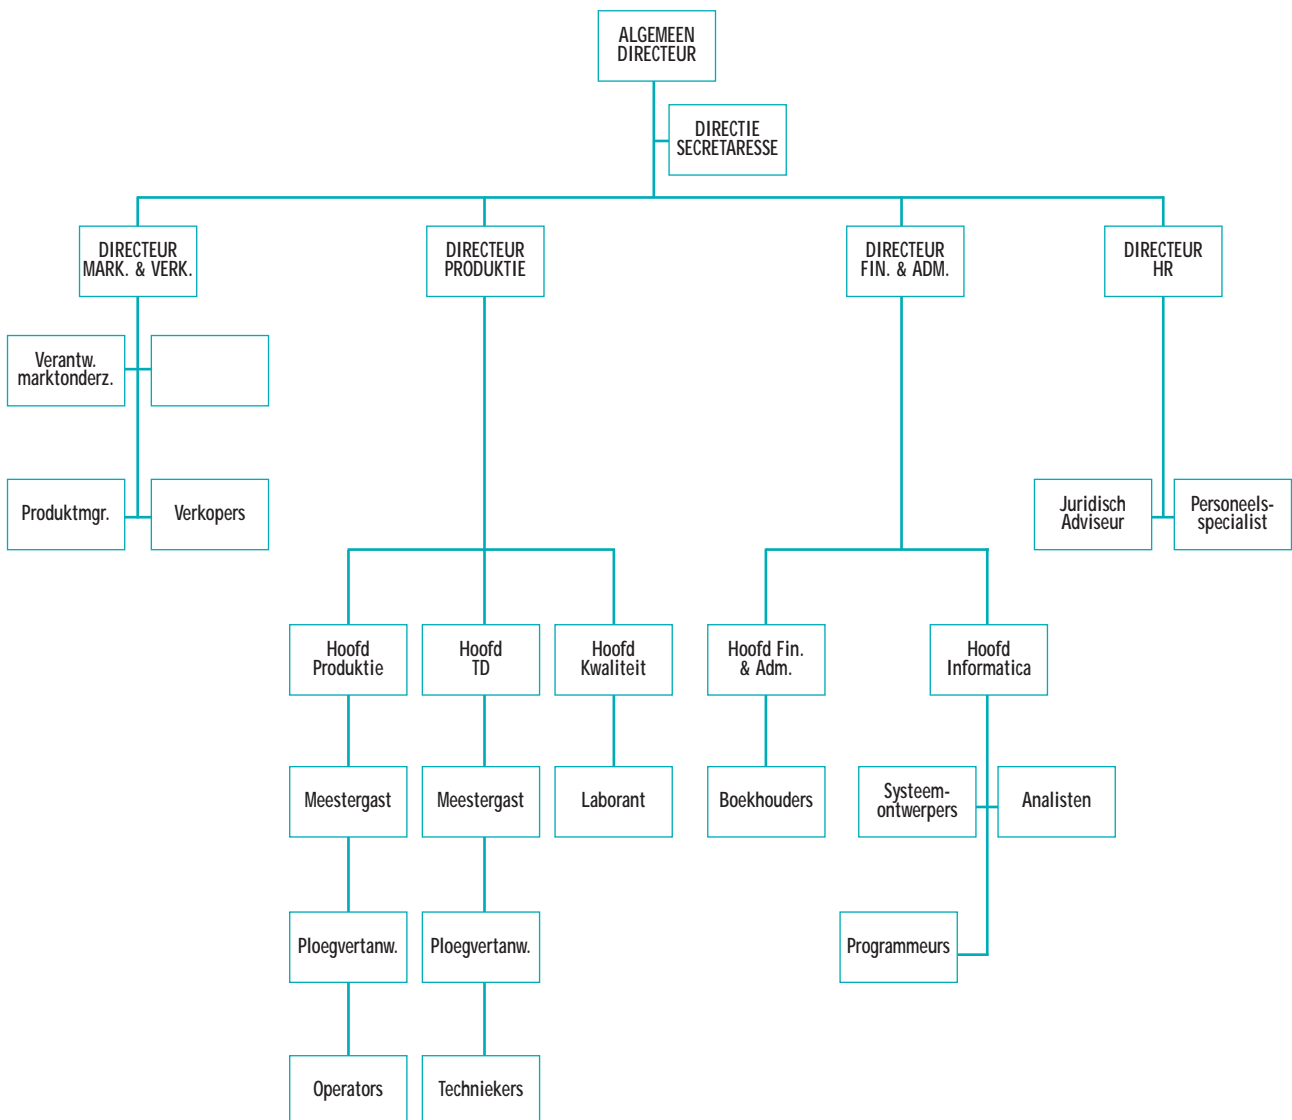 ALGEMEEN
DIRECTEUR
DIRECTIE
SECRETARESSE
DIRECTEUR
MARK. & VERK.
DIRECTEUR
PRODUKTIE
DIRECTEUR
FIN. & ADM.
DIRECTEUR
HR
Verantw.
marktonderz.
Produktmgr.
Verkopers
Juridisch
Adviseur
Personeels-
specialist
Hoofd
Produktie
Hoofd
TD
Hoofd
Kwaliteit
Hoofd Fin.
& Adm.
Hoofd
Informatica
Meestergast
Meestergast
Laborant
Boekhouders
Systeem-
ontwerpers
Analisten
Ploegvertanw.
Ploegvertanw.
Programmeurs
Operators
Techniekers